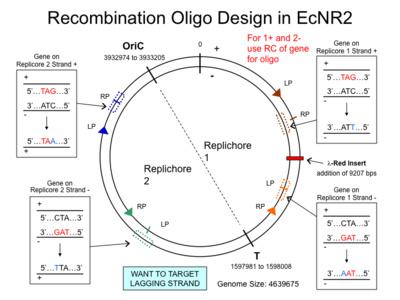 Recombination Oligo Design in EcNR2
Gene on
Replicore 2 Strand +
+
5'…TAG…3'
3'…ATC…5'
-
5'…TAA…3'
+
OriC
3932974 to 3933205
0
+
-
For 1+ and 2-
use RC of gene
for oligo
Gene on
Replicore 1 Strand +
+
5'…TAG…3'
3'…ATC…5'
-
3'…ATT…5'
-
RP
LP
LP
RP
Replichore
1
Replichore
2
λ-Red Insert
addition of 9207 bps
LP
RP
RP
LP
Gene on
Replicore 2 Strand -
+
5'…CTA…3'
3'…GAT…5'
-
5'…TTA…3'
+
Gene on
Replicore 1 Strand -
+
5'…CTA…3'
3'…GAT…5'
-
3'…AAT…5'
-
T
1597981 to 1598008
WANT TO TARGET
LAGGING STRAND
Genome Size: 4639675